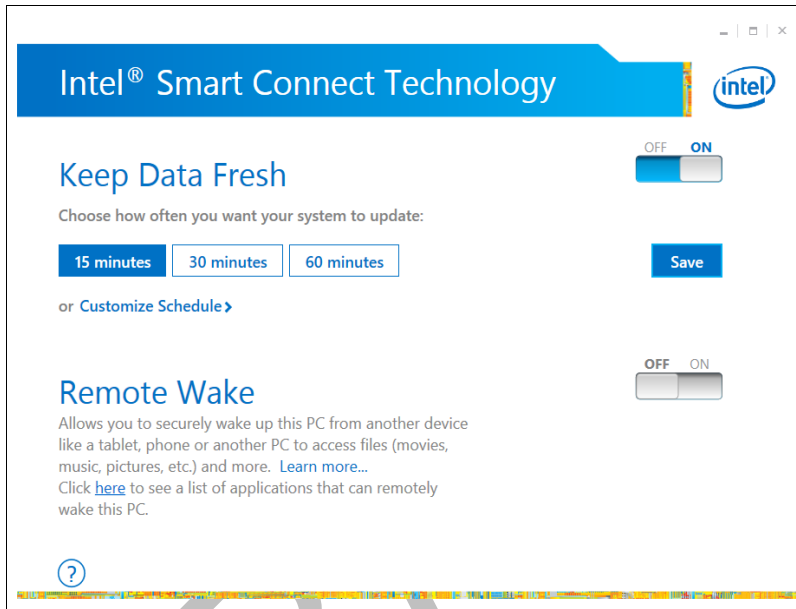 Intel® Smart Connect Technology
intel
OFF ON
Keep Data Fresh
Choose how often you want your system to update:
15 minutes 30 minutes 60 minutes Save
or Customize Schedule
OFF ON
Remote Wake
Allows you to securely wake up this PC from another device
like a tablet, phone or another PC to access files (movies,
music, pictures, etc.) and more. Learn more...
Click here to see a list of applications that can remotely
wake this PC.
?